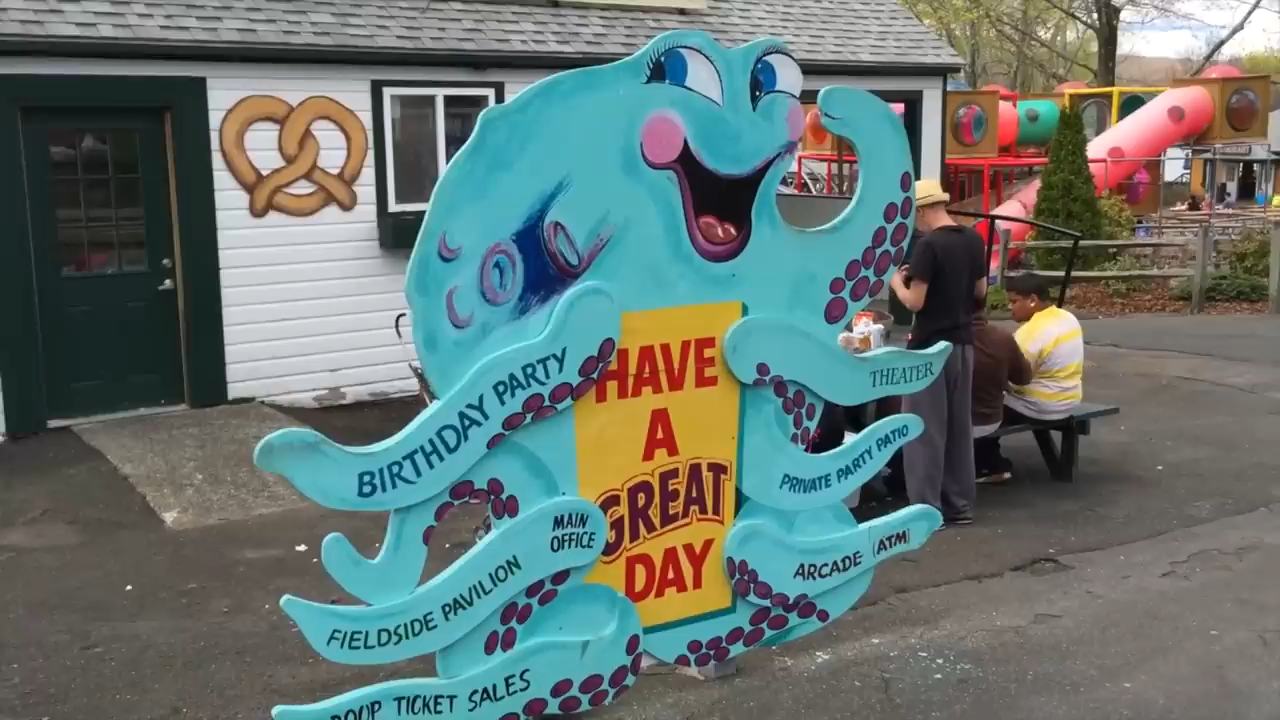 HAVE
A
GREAT
DAY
BIRTHDAY PARTY
MAIN
OFFICE
FIELDSIDE PAVILION
TICKET SALES
THEATER
PRIVATE PARTY PATIO
ARCADE (ATM)